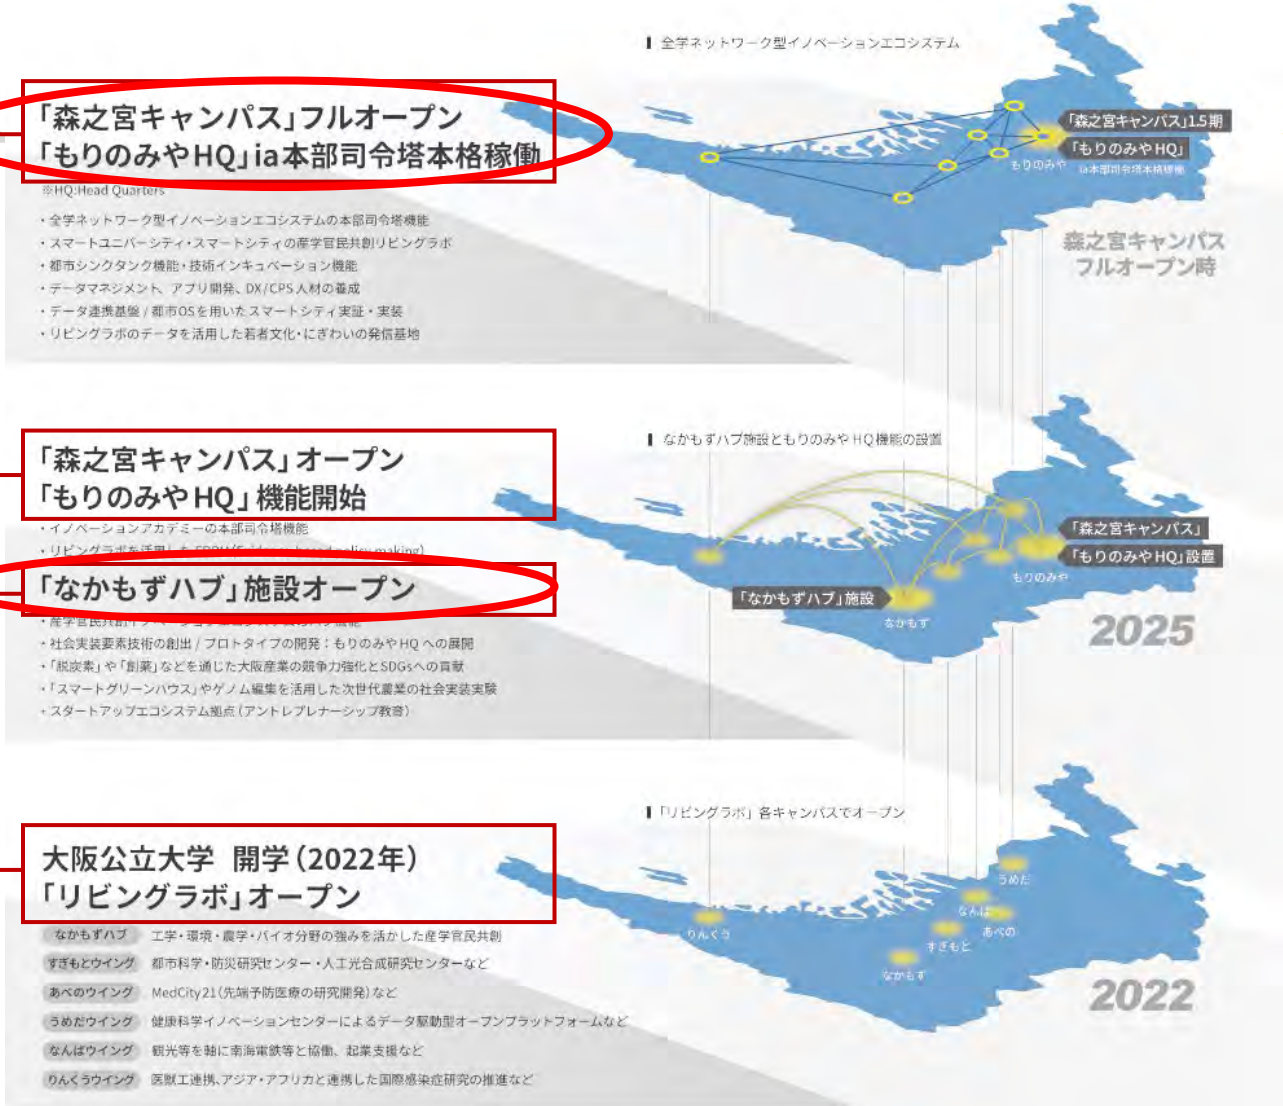 全学ネットワーク型イノベーションエコシステム
「森之宮キャンパス」フルオープン
「もりのみやHQ」ia本部司令塔本格稼働
※HQ:Head Quarters
・全学ネットワーク型イノベーションエコシステムの本部司令塔機能
・スマートユニバーシティ・スマートシティの産学官民共創リビングラボ
・都市シンクタンク機能・技術インキュベーション機能
・データマネジメント、アプリ開発、DX/CPS人材の養成
・データ連携基盤/都市OSを用いたスマートシティ実証・実装
・リビングラボのデータを活用した若者文化・にぎわいの発信基地
「森之宮キャンパス」1.5期
「もりのみやHQ」
ia本部司令塔本格稼働
もりのみや
森之宮キャンパス
フルオープン時
なかもずハブ施設ともりのみやHQ機能の設置
「森之宮キャンパス」オープン
「もりのみやHQ」機能開始
・イノベーションアカデミーの本部司令塔機能
・リビングラボを活用した EBPM(Evidence-based policy making)
「なかもずハブ」施設オープン
・社会実装要素技術の創出/プロトタイプの開発：もりのみやHQへの展開
・「脱炭素」や「創薬」などを通じた大阪産業の競争力強化とSDGsへの貢献
・「スマートグリーンハウス」やゲノム編集を活用した次世代農業の社会実装実験
・スタートアップエコシステム拠点(アントレプレナーシップ教育)
「森之宮キャンパス」
「もりのみやHQ」設置
もりのみや
「なかもずハブ」施設
なかもず
2025
「リビングラボ」各キャンパスでオープン
大阪公立大学 開学(2022年)
「リビングラボ」オープン
なかもずハブ 工学・環境・農学・バイオ分野の強みを活かした産学官民共創
すぎもとウイング 都市科学・防災研究センター・人工光合成研究センターなど
あべのウイング MedCity21(先端予防医療の研究開発)など
うめだウイング 健康科学イノベーションセンターによるデータ駆動型オープンプラットフォームなど
なんばウイング 観光等を軸に南海電鉄等と協働、起業支援など
りんくうウイング 医獣工連携、アジア・アフリカと連携した国際感染症研究の推進など
うめだ
なんば
あべの
すぎもと
りんくう
なかもず
2022